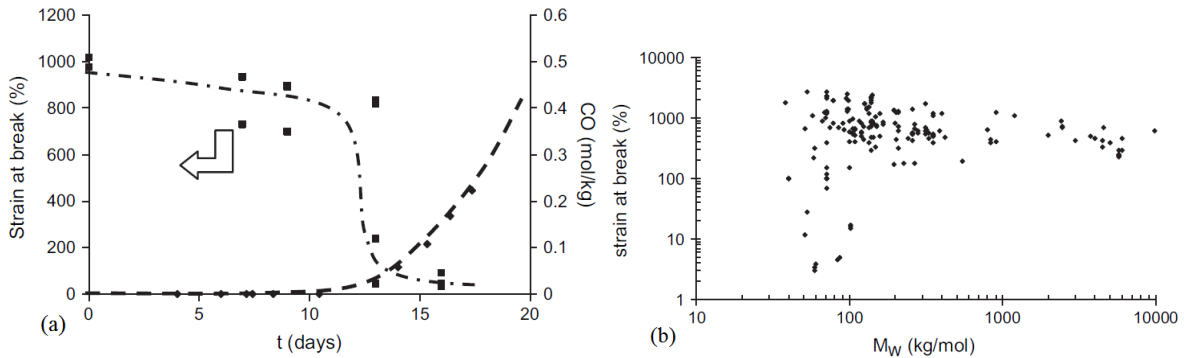 1200
1000
800
600
400
200
0
Strain at break (%)
0.6
0.5
0.4
0.3
0.2
0.1
0
CO (mol/kg)
0 5 10 15 20
t (days)
(a)
10000
1000
100
10
1
strain at break (%)
10 100 1000 10000
MW (kg/mol)
(b)